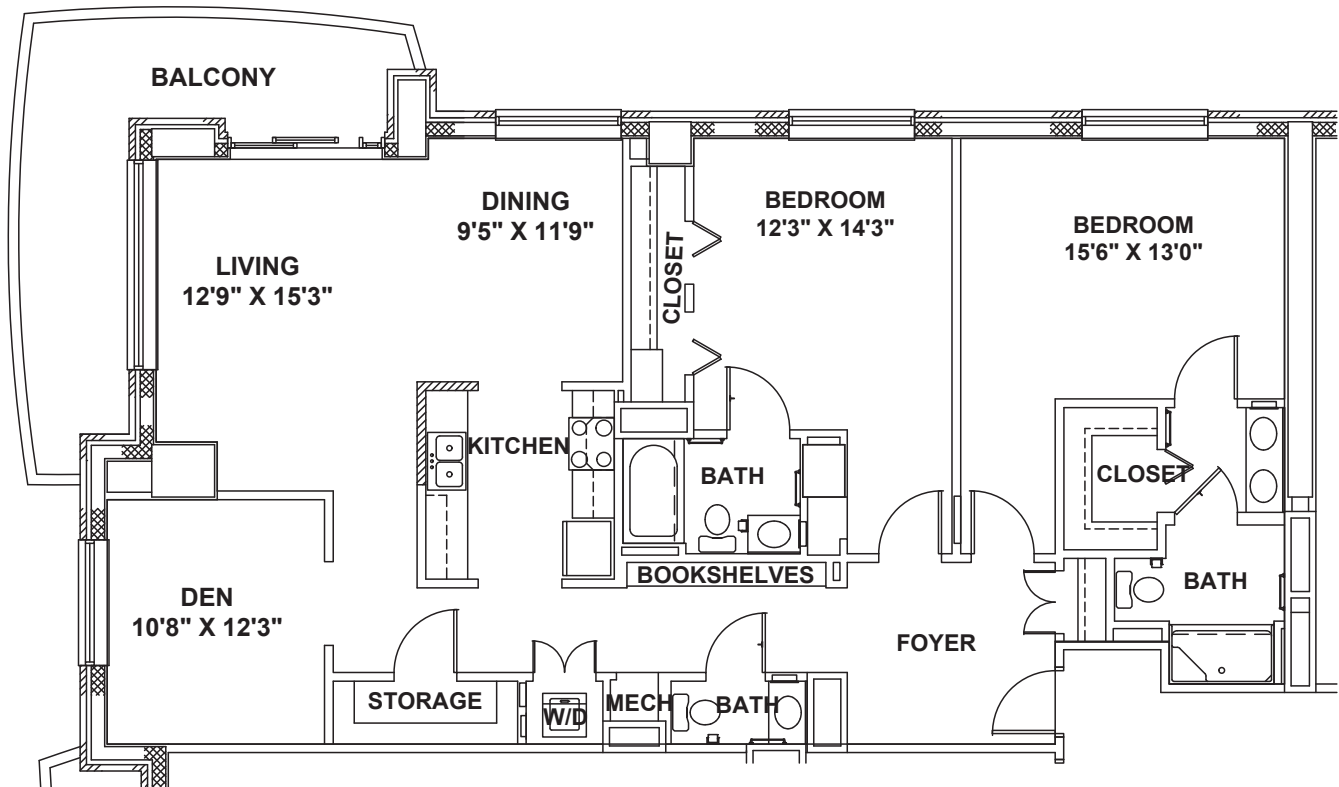 BALCONY
DINING
9'5" X 11'9"
BEDROOM
12'3" X 14'3"
BEDROOM
15'6" X 13'0"
LIVING
12'9" X 15'3"
CLOSET
KITCHEN
BATH
CLOSET
BOOKSHELVES
BATH
DEN
10'8" X 12'3"
FOYER
STORAGE
W/D
MECH
BATH